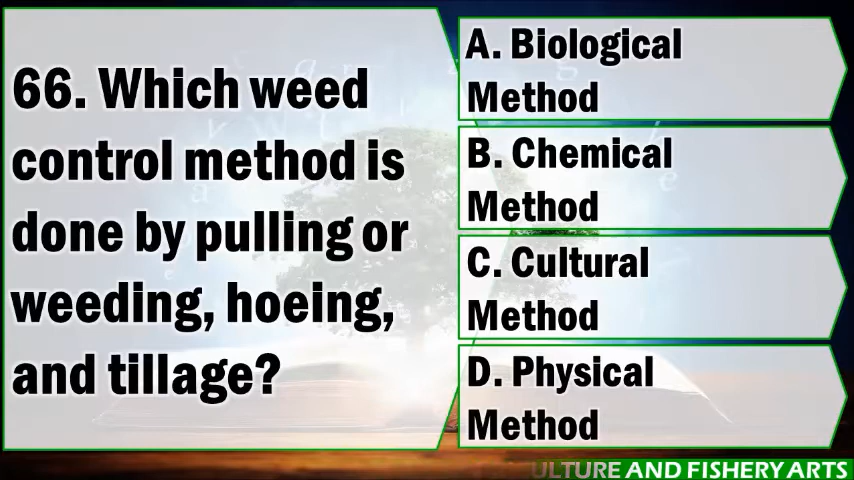 66. Which weed
control method is
done by pulling or
weeding, hoeing,
and tillage?
A. Biological
Method
B. Chemical
Method
C. Cultural
Method
D. Physical
Method
AND FISHERY ARTS